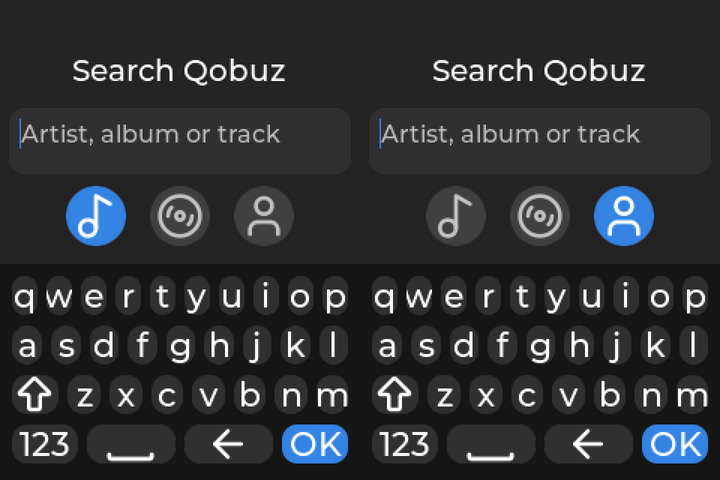 Search Qobuz
Artist, album or track
q w e r t y u i o p
a s d f g h j k l
z x c v b n m
123 OK
Search Qobuz
Artist, album or track
q w e r t y u i o p
a s d f g h j k l
z x c v b n m
123 OK